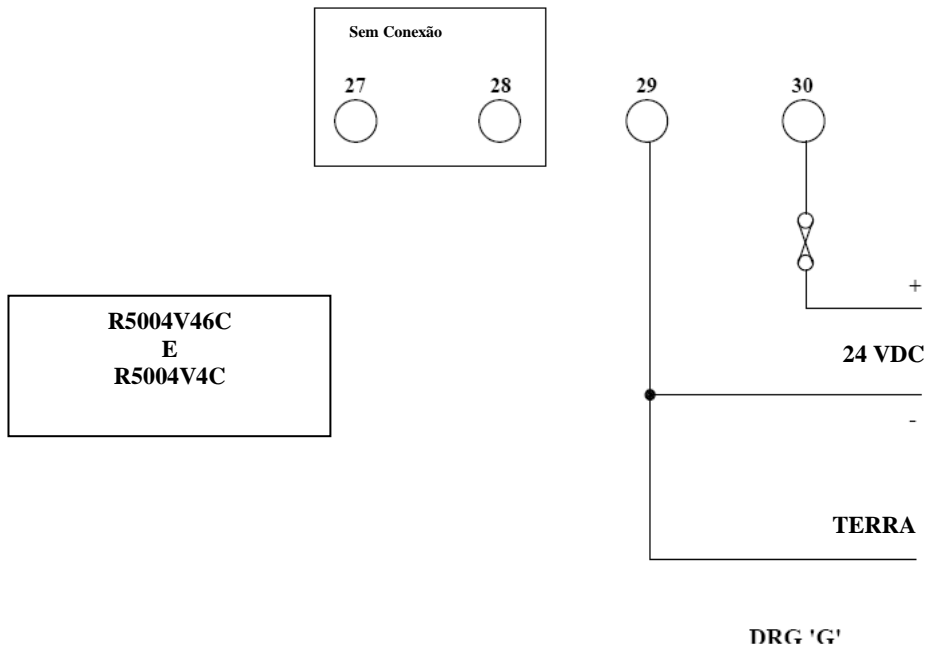 Sem Conexão
27 28 29 30
R5004V46C
E
R5004V4C
+
24 VDC
-
TERRA
DRG 'G'